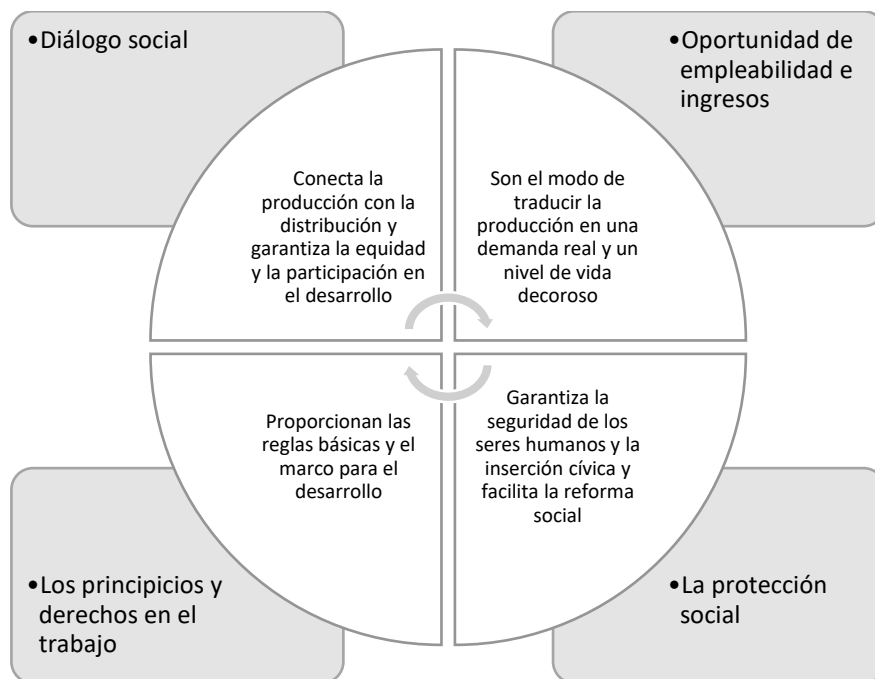 •Diálogo social
•Oportunidad de
empleabilidad e
ingresos
Conecta la
producción con la
distribución y
garantiza la equidad
y la participación en
el desarrollo
Son el modo de
traducir la
producción en una
demanda real y un
nivel de vida
decoroso
Proporcionan las
reglas básicas y el
marco para el
desarrollo
Garantiza la
seguridad de los
seres humanos y la
inserción cívica y
facilita la reforma
social
•Los principicios y
derechos en el
trabajo
•La protección
social